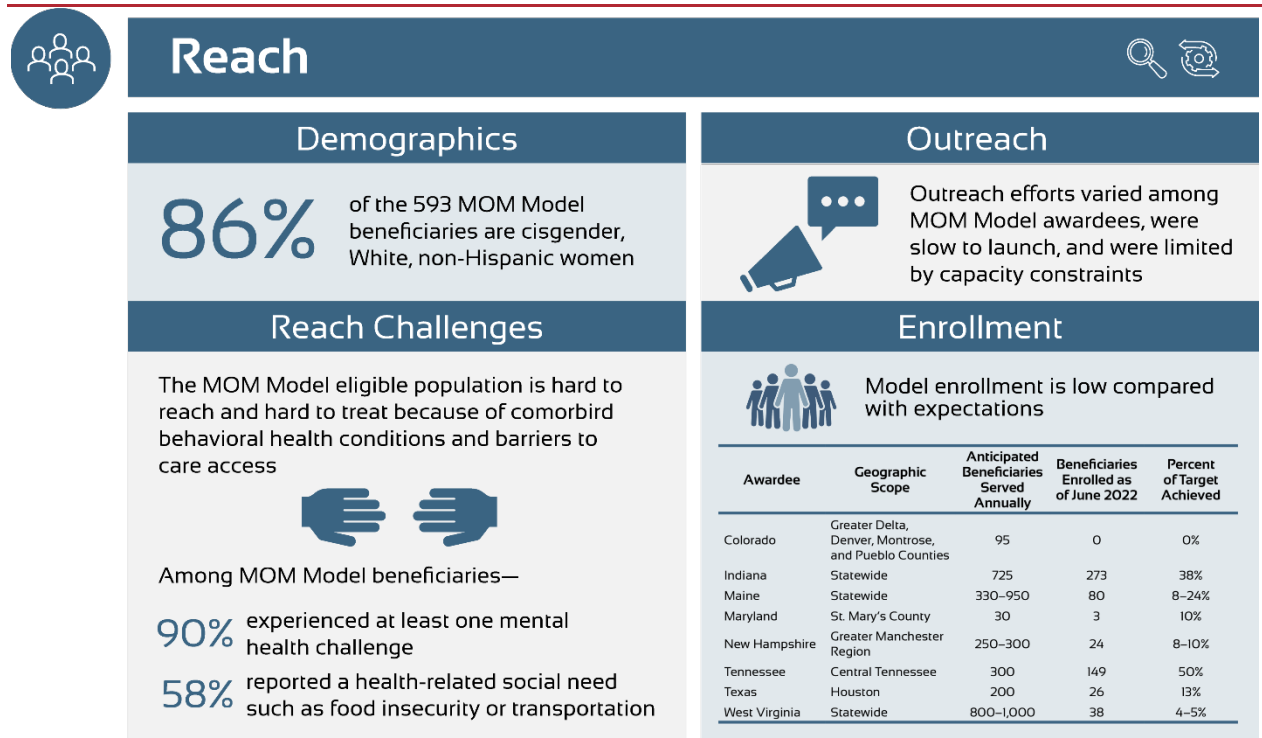 Reach
Demographics
86%
of the 593 MOM Model
beneficiaries are cisgender,
White, non-Hispanic women
Outreach
Outreach efforts varied among
MOM Model awardees, were
slow to launch, and were limited
by capacity constraints
Reach Challenges
The MOM Model eligible population is hard to
reach and hard to treat because of comorbird
behavioral health conditions and barriers to
care access
Among MOM Model beneficiaries—
90% experienced at least one mental
health challenge
58% reported a health-related social need
such as food insecurity or transportation
Enrollment
Model enrollment is low compared
with expectations
Awardee
Geographic
Scope
Anticipated
Beneficiaries
Served
Annually
Beneficiaries
Enrolled as
of June 2022
Percent
of Target
Achieved
Colorado
Greater Delta,
Denver, Montrose,
and Pueblo Counties
95 0 0%
Indiana Statewide 725 273 38%
Maine Statewide 330–950 80 8–24%
Maryland St. Mary's County 30 3 10%
New Hampshire
Greater Manchester
Region
250–300 24 8–10%
Tennessee Central Tennessee 300 149 50%
Texas Houston 200 26 13%
West Virginia Statewide 800–1,000 38 4–5%